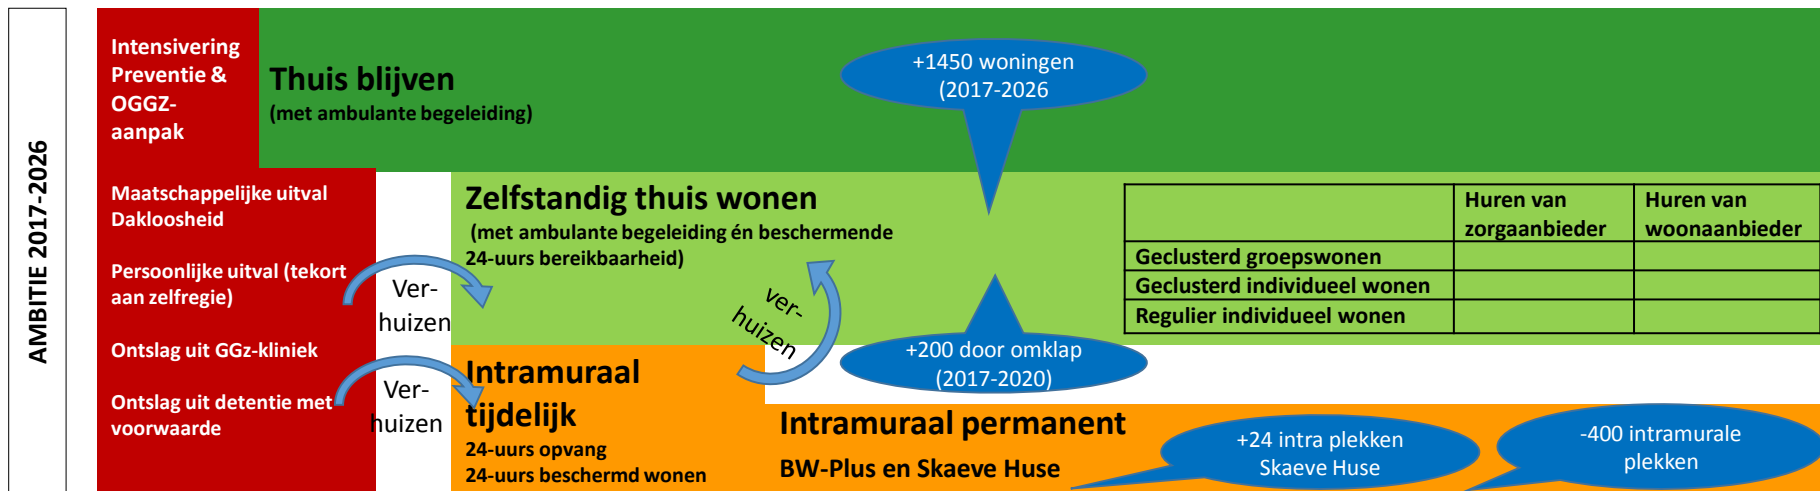 AMBITIE 2017-2026
Intensivering
Preventie &
OGGZ-
aanpak
Thuis blijven
(met ambulante begeleiding)
+1450 woningen
(2017-2026
Maatschappelijke uitval
Dakloosheid
Persoonlijke uitval (tekort
aan zelfregie)
Ontslag uit GGz-kliniek
Ontslag uit detentie met
voorwaarde
Ver-
huizen
Ver-
huizen
Zelfstandig thuis wonen
(met ambulante begeleiding én beschermende
24-uurs bereikbaarheid)
ver-
huizen
Huren van
zorgaanbieder
Huren van
woonaanbieder
Geclusterd groepswonen
Geclusterd individueel wonen
Regulier individueel wonen
+200 door omklap
(2017-2020)
Intramuraal
tijdelijk
24-uurs opvang
24-uurs beschermd wonen
Intramuraal permanent
BW-Plus en Skaeve Huse
+24 intra plekken
Skaeve Huse
-400 intramurale
plekken